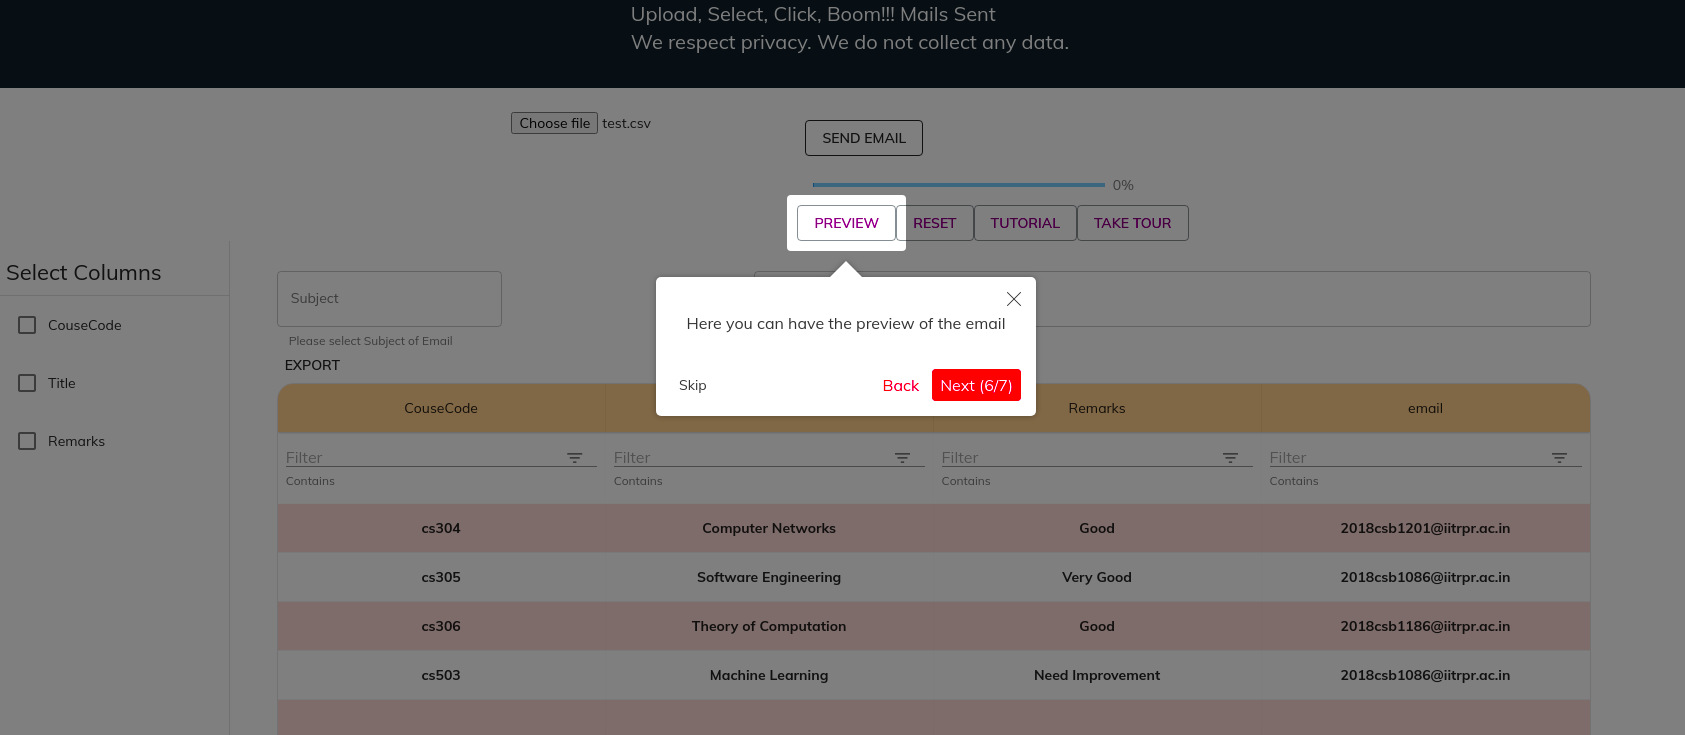 Upload, Select, Click, Boom!!! Mails Sent
We respect privacy. We do not collect any data.
Choose file test.csv
SEND EMAIL
0%
PREVIEW RESET TUTORIAL TAKE TOUR
Select Columns
CouseCode
Title
Remarks
Subject
Please select Subject of Email
EXPORT
Here you can have the preview of the email
Skip Back Next (6/7)
CouseCode Remarks email
Filter Filter Filter Filter
Contains Contains Contains Contains
cs304 Computer Networks Good 2018csb1201@iitrpr.ac.in
cs305 Software Engineering Very Good 2018csb1086@iitrpr.ac.in
cs306 Theory of Computation Good 2018csb1186@iitrpr.ac.in
cs503 Machine Learning Need Improvement 2018csb1086@iitrpr.ac.in